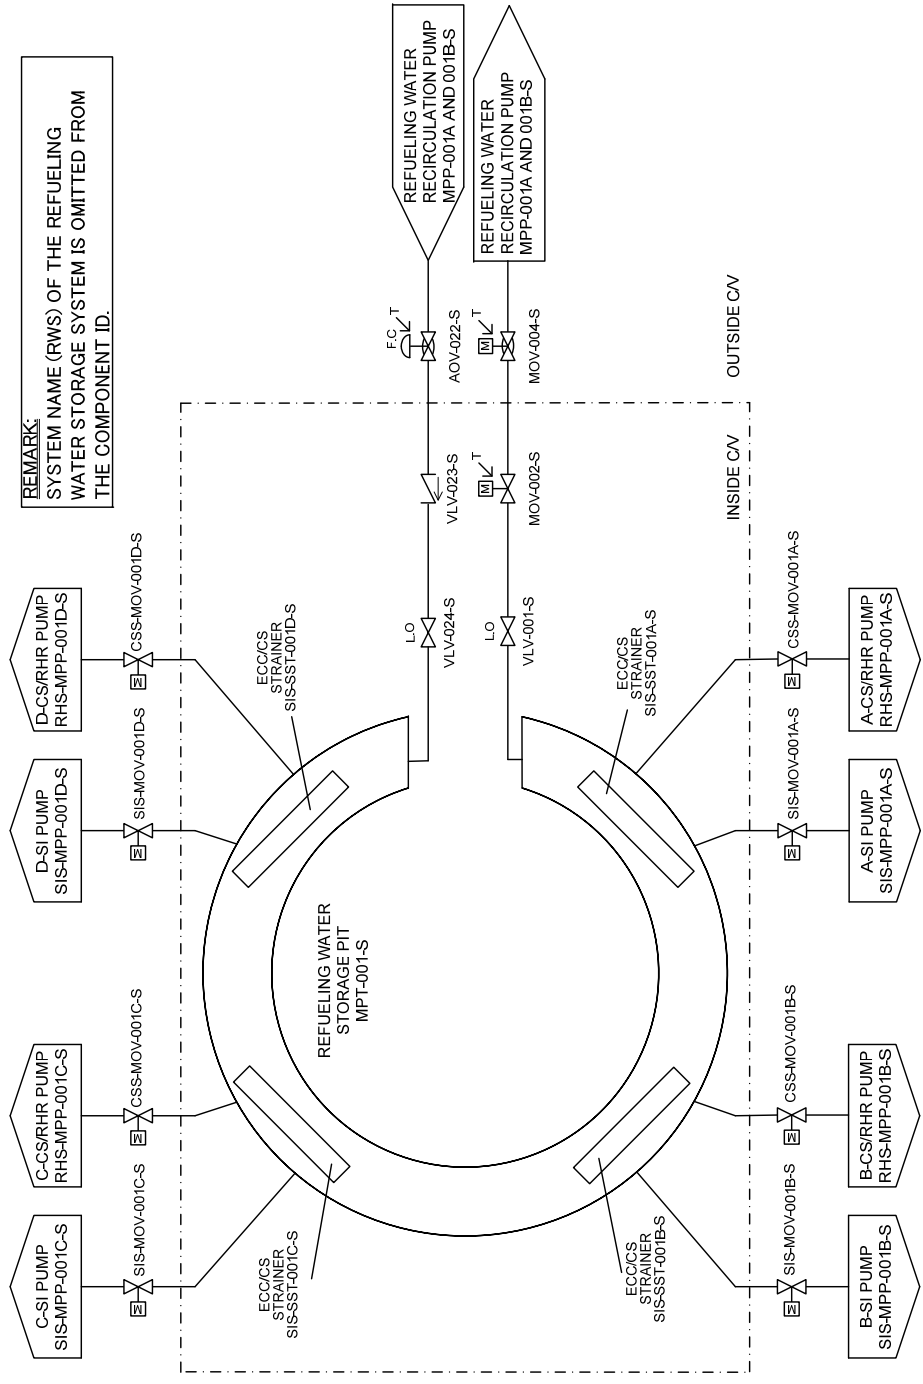 REMARK:
SYSTEM NAME (RWS) OF THE REFUELING
WATER STORAGE SYSTEM IS OMITTED FROM
THE COMPONENT ID.
C-SI PUMP
SIS-MPP-001C-S
C-CS/RHR PUMP
RHS-MPP-001C-S
D-SI PUMP
SIS-MPP-001D-S
D-CS/RHR PUMP
RHS-MPP-001D-S
M
SIS-MOV-001C-S
M
CSS-MOV-001C-S
M
SIS-MOV-001D-S
M
CSS-MOV-001D-S
ECC/CS
STRAINER
SIS-SST-001C-S
ECC/CS
STRAINER
SIS-SST-001D-S
REFUELING WATER
STORAGE PIT
MPT-001-S
L.O
VLV-024-S
VLV-023-S
F.C
T
AOV-022-S
REFUELING WATER
RECIRCULATION PUMP
MPP-001A AND 001B-S
L.O
VLV-001-S
M
T
MOV-002-S
M
T
MOV-004-S
REFUELING WATER
RECIRCULATION PUMP
MPP-001A AND 001B-S
ECC/CS
STRAINER
SIS-SST-001B-S
ECC/CS
STRAINER
SIS-SST-001A-S
INSIDE C/V
OUTSIDE C/V
M
SIS-MOV-001B-S
M
CSS-MOV-001B-S
M
SIS-MOV-001A-S
M
CSS-MOV-001A-S
B-SI PUMP
SIS-MPP-001B-S
B-CS/RHR PUMP
RHS-MPP-001B-S
A-SI PUMP
SIS-MPP-001A-S
A-CS/RHR PUMP
RHS-MPP-001A-S